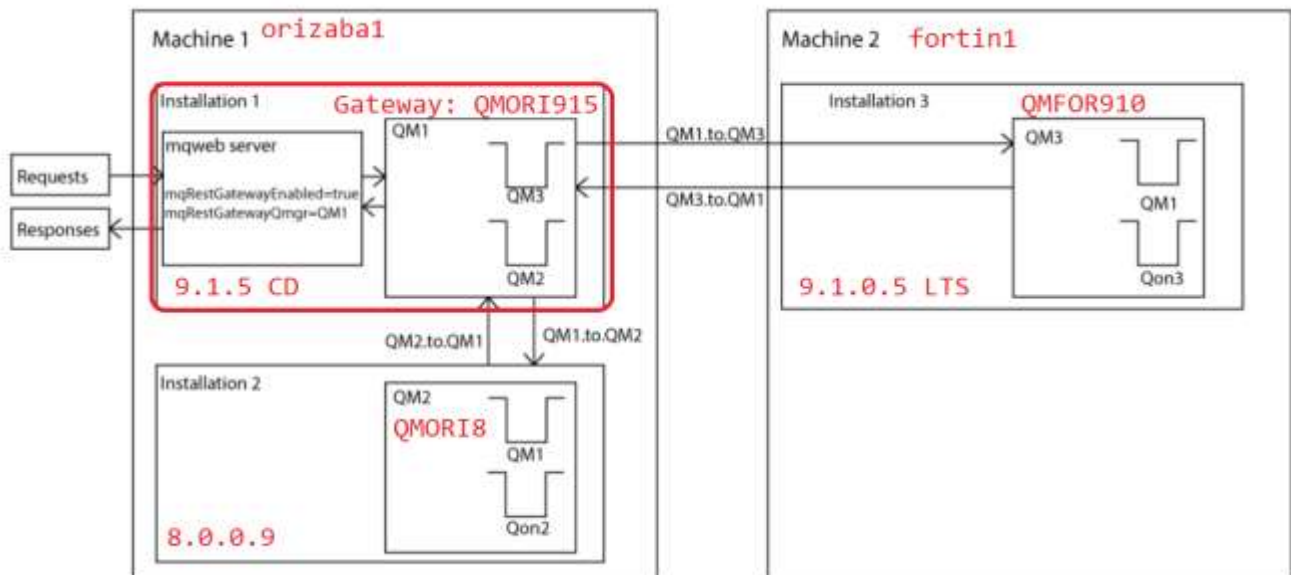 Machine 1 orizaba1
Installation 1
Gateway: QMORI915
mqweb server
mqRestGatewayEnabled=true
mqRestGatewayQmgr=QM1
9.1.5 CD
QM1
QM3
QM2
Requests
Responses
QM1.to.QM3
QM3.to.QM1
QM2.to.QM1
QM1.to.QM2
Installation 2
QM2
QMORI8
QM1
Qon2
8.0.0.9
Machine 2 fortin1
Installation 3
QMFOR910
QM3
QM1
Qon3
9.1.0.5 LTS